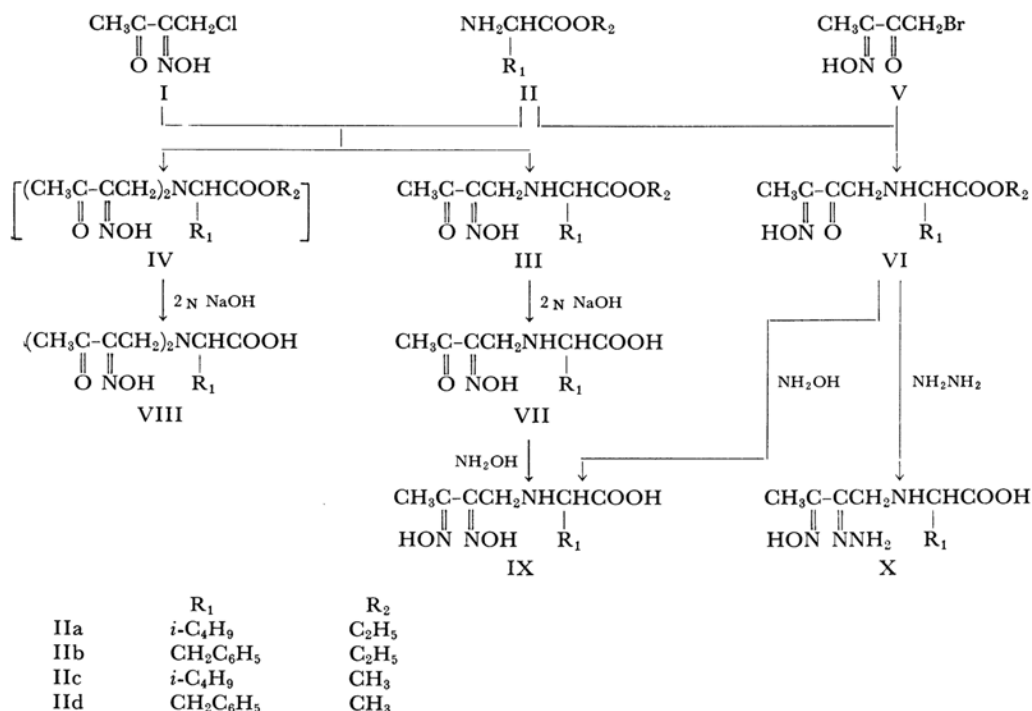 CH₃C-CCH₂Cl NH₂CHCOOR₂ CH₃C-CCH₂Br
O NOH R₁ HON O
I II V
[(CH₃C-CCH₂)₂NCHCOOR₂] CH₃C-CCH₂NHCHCOOR₂ CH₃C-CCH₂NHCHCOOR₂
O NOH R₁ O NOH R₁ HON O R₁
IV III VI
2 N NaOH 2 N NaOH
(CH₃C-CCH₂)₂NCHCOOH CH₃C-CCH₂NHCHCOOH
O NOH R₁ O NOH R₁ NH₂OH NH₂NH₂
VIII VII
NH₂OH
CH₃C-CCH₂NHCHCOOH CH₃C-CCH₂NHCHCOOH
HON NOH R₁ HON NNH₂ R₁
IX X
R₁ R₂
IIa i-C₄H₉ C₂H₅
IIb CH₂C₆H₅ C₂H₅
IIc i-C₄H₉ CH₃
IId CH₂C₆H₅ CH₃